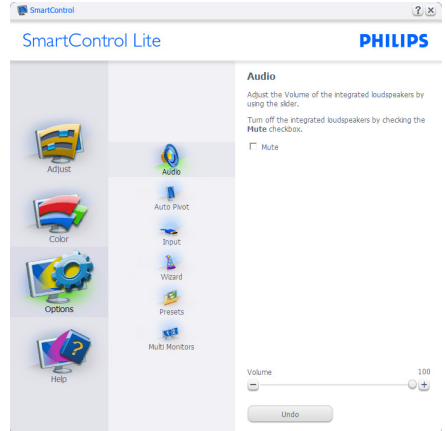 SmartControl
SmartControl Lite
PHILIPS
Adjust
Color
Options
Help
Audio
Auto Pivot
Input
Wizard
Presets
Multi Monitors
Audio
Adjust the Volume of the integrated loudspeakers by
using the slider.
Turn off the integrated loudspeakers by checking the
Mute checkbox.
Mute
Volume 100
Undo